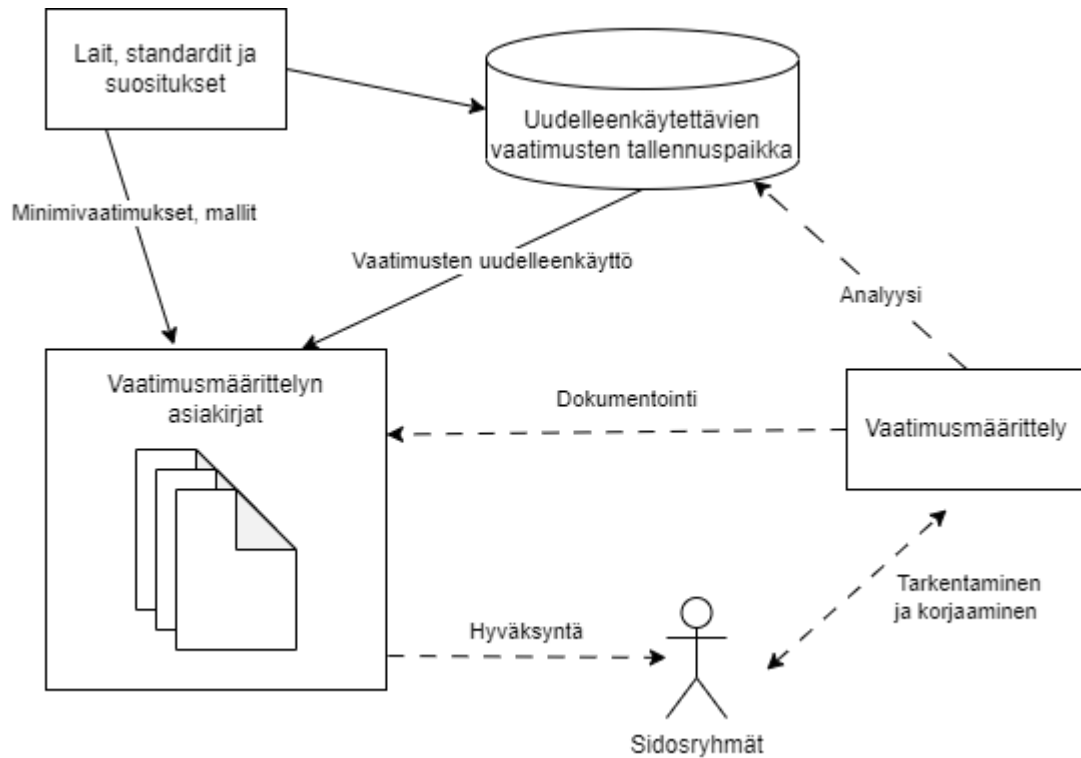 Lait, standardit ja
suositukset
Uudelleenkäytettävien
vaatimusten tallennuspaikka
Minimivaatimukset, mallit
Vaatimusten uudelleenkäyttö
Analyysi
Vaatimusmäärittelyn
asiakirjat
Dokumentointi
Vaatimusmäärittely
Tarkentaminen
ja korjaaminen
Hyväksyntä
Sidosryhmät